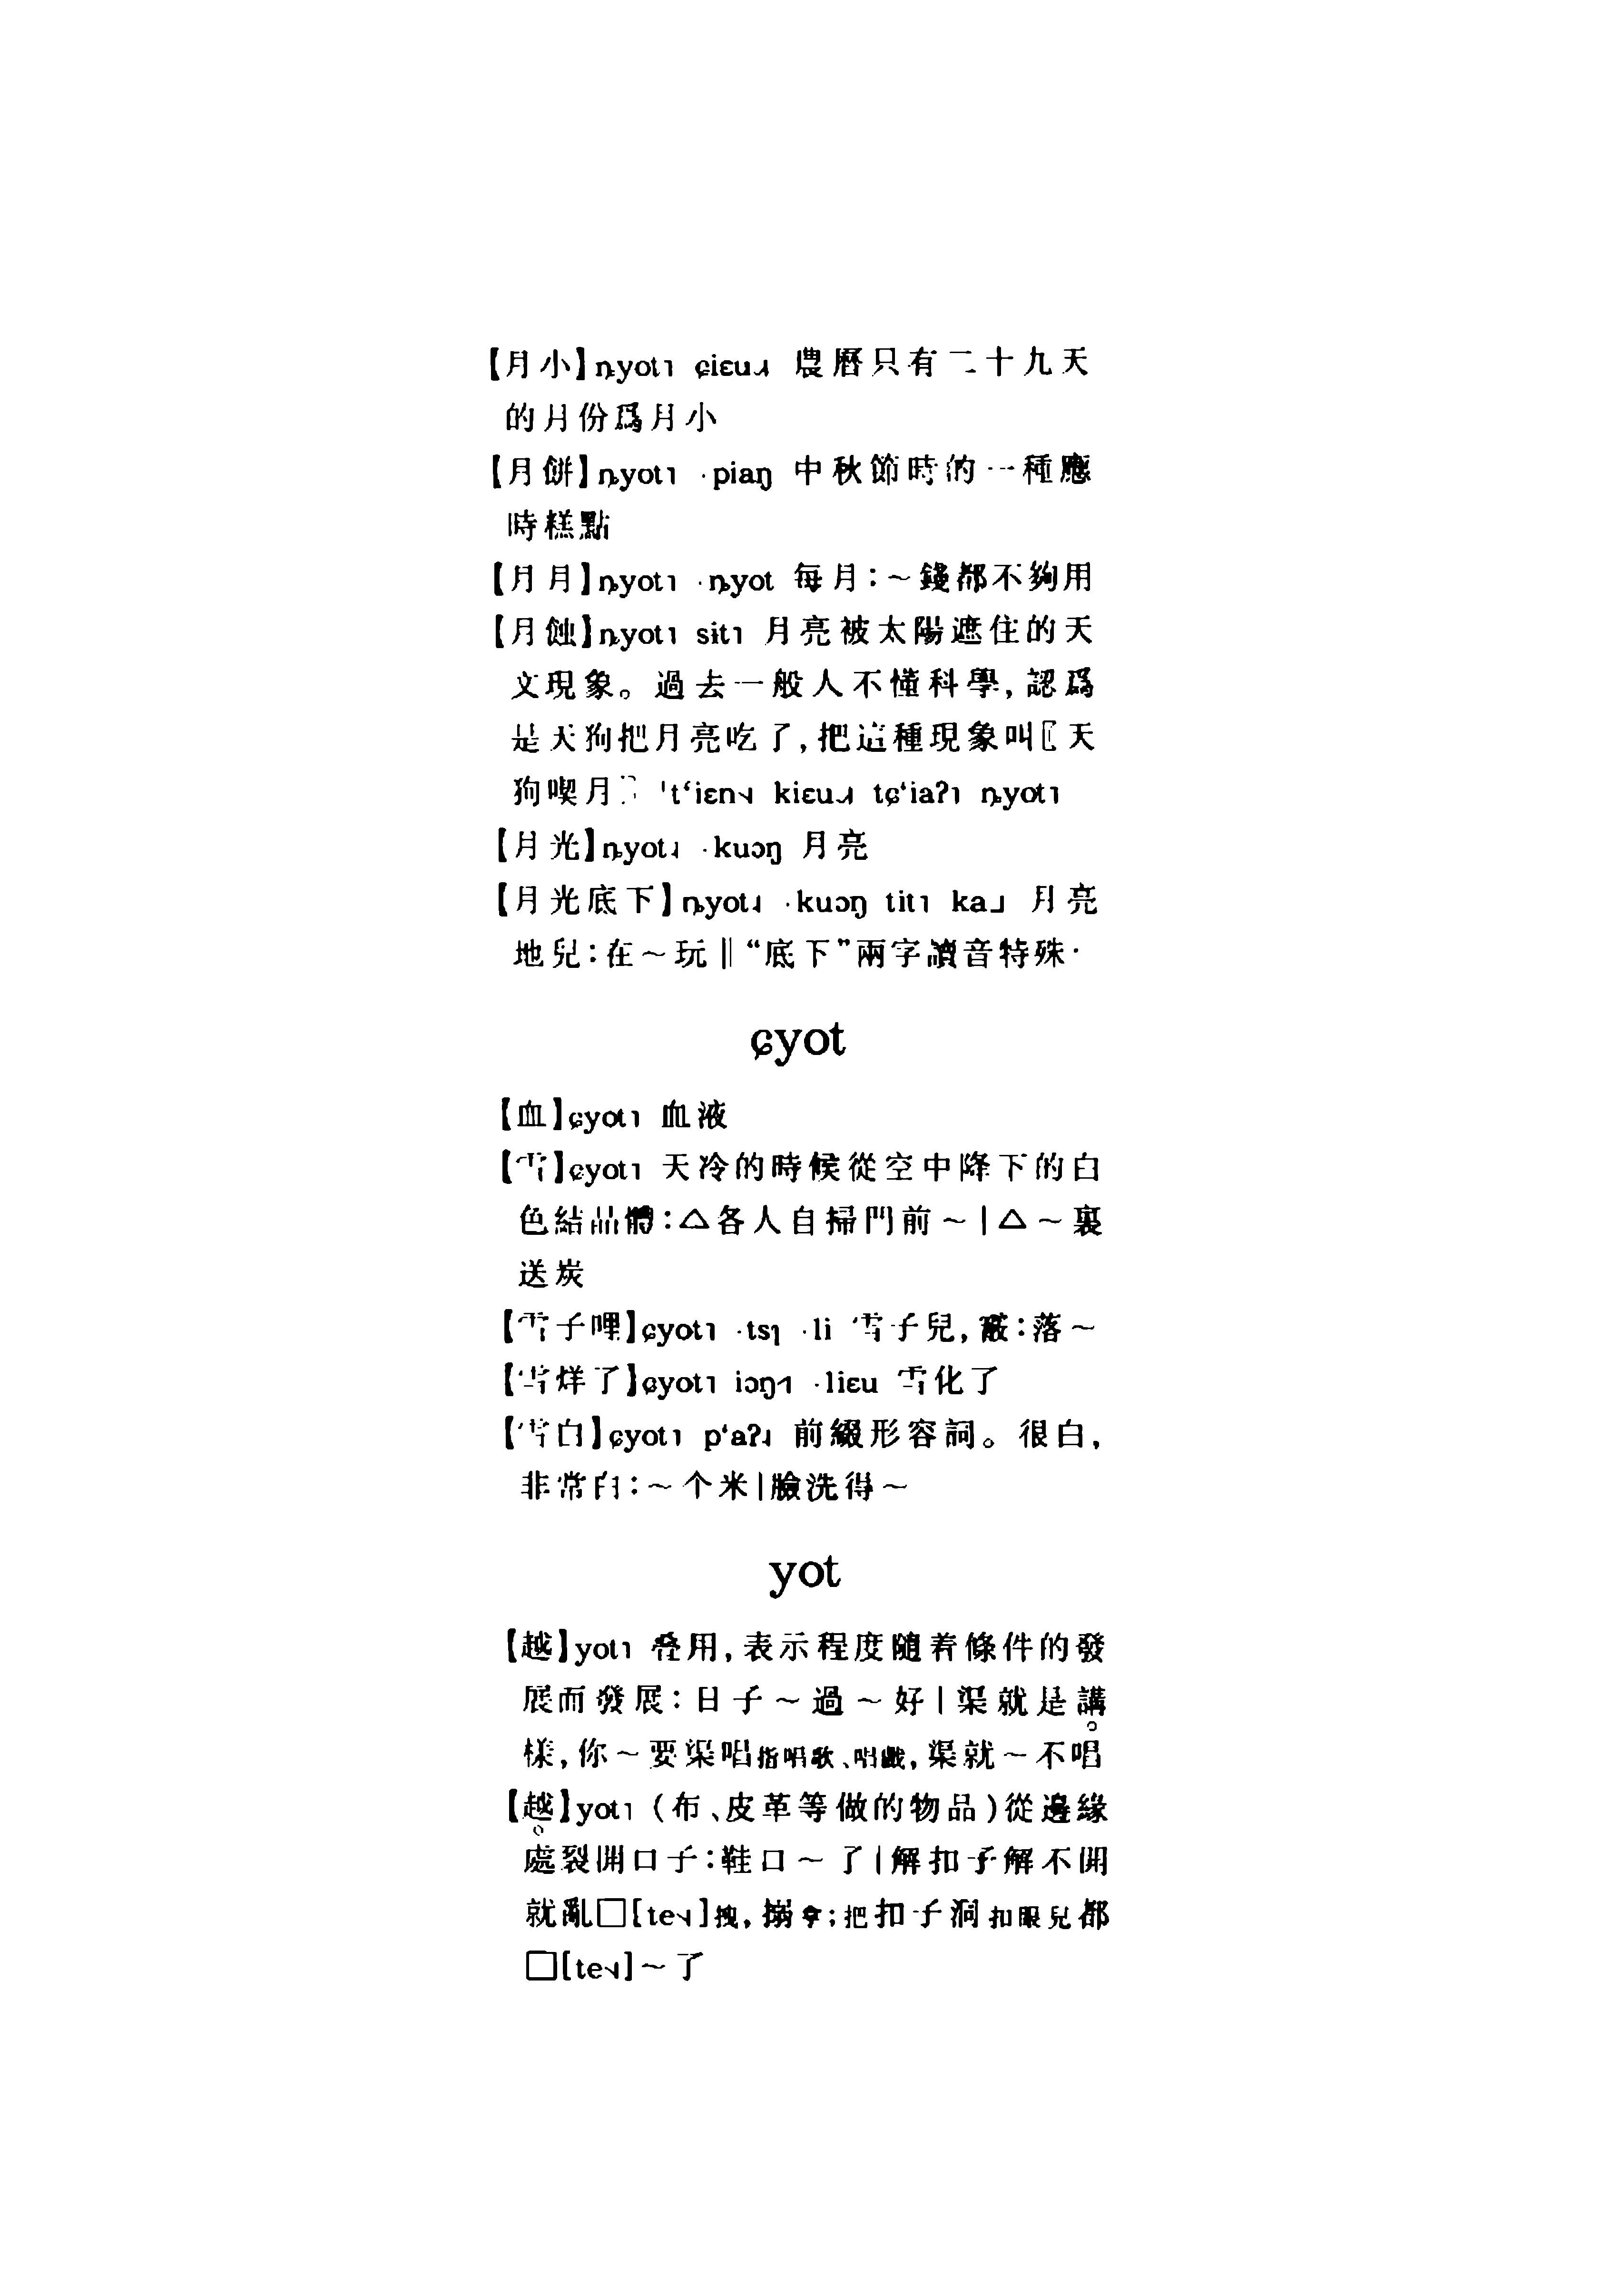 【月小】ȵyot˥ ɕiɛu˨˩ 農曆只有二十九天
的月份爲月小
【月餅】ȵyot˥ ·piaŋ 中秋節時的一種應
時糕點
【月月】ȵyot˥ ·ȵyot 每月：～錢都不夠用
【月蝕】ȵyot˥ sit˥ 月亮被太陽遮住的天
文現象。過去一般人不懂科學，認爲
是天狗把月亮吃了，把這種現象叫〖天
狗喫月〗 tʻiɛn˧˨ kiɛu˨˩ tɕʻiaʔ˥ ȵyot˥
【月光】ȵyot˨ ·kuɔŋ 月亮
【月光底下】ȵyot˨ ·kuɔŋ tit˥ ka˩ 月亮
地兒：在～玩‖“底下”兩字讀音特殊·
ɕyot
【血】ɕyot˥ 血液
【雪】ɕyot˥ 天冷的時候從空中降下的白
色結晶體：△各人自掃門前～|△～裏
送炭
【雪子哩】ɕyot˥ ·tsɿ ·li 雪子兒，霰：落～
【雪烊了】ɕyot˥ iɔŋ˧˥ ·liɛu 雪化了
【雪白】ɕyot˥ pʻaʔ˨ 前綴形容詞。很白，
非常白：～个米|臉洗得～
yot
【越】yot˥ 叠用，表示程度隨着條件的發
展而發展：日子～過～好|渠就是講
樣，你～要渠唱指唱歌、唱戲，渠就～不唱
【越】yot˥ （布、皮革等做的物品）從邊緣
處裂開口子：鞋口～了|解扣子解不開
就亂□[te˧˨]拽，揪；把扣子洞扣眼兒都
□[te˧˨]～了